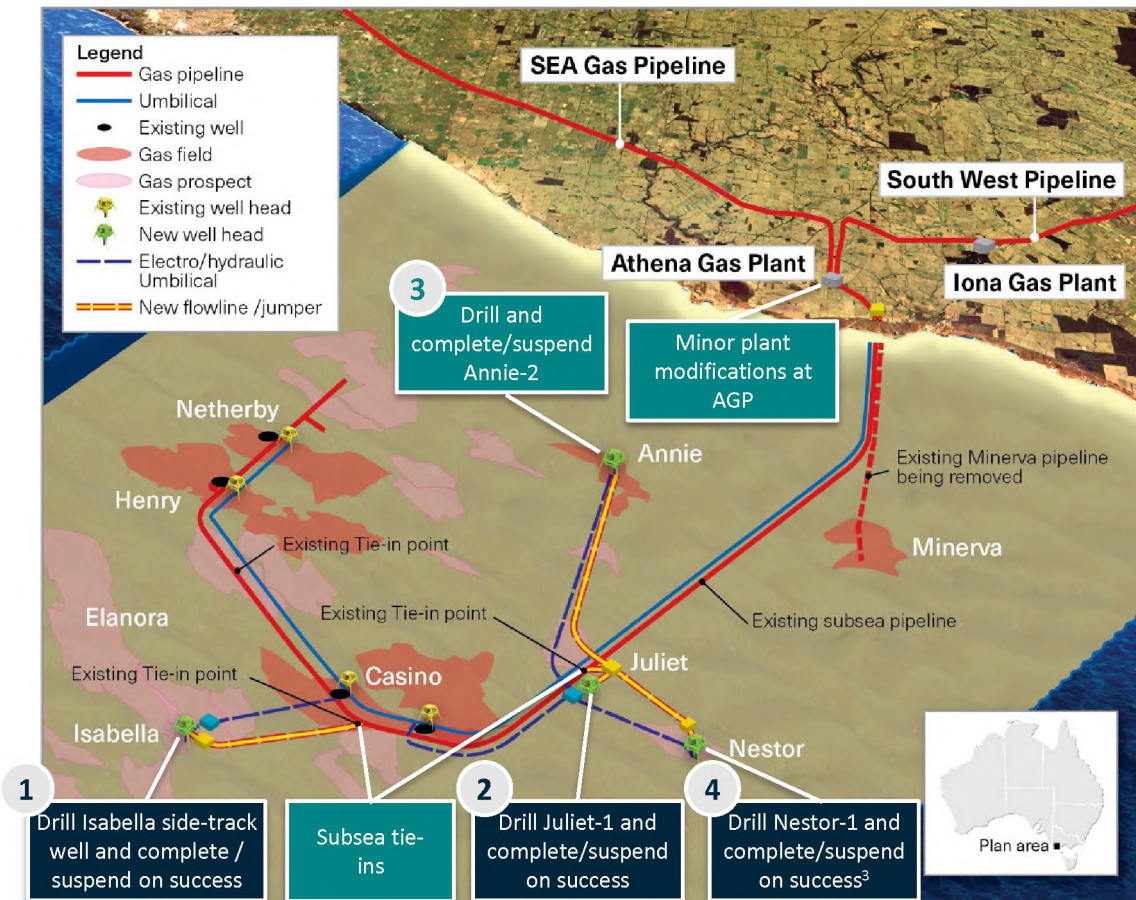 Legend
Gas pipeline
Umbilical
Existing well
Gas field
Gas prospect
Existing well head
New well head
Electro/hydraulic
Umbilical
New flowline /jumper
SEA Gas Pipeline
South West Pipeline
Athena Gas Plant
Iona Gas Plant
3
Drill and
complete/suspend
Annie-2
Minor plant
modifications at
AGP
Netherby
Annie
Henry
Existing Minerva pipeline
being removed
Existing Tie-in point
Minerva
Elanora
Existing Tie-in point
Existing subsea pipeline
Existing Tie-in point
Casino
Juliet
Isabella
Nestor
1
Drill Isabella side-track
well and complete /
suspend on success
Subsea tie-
ins
2
Drill Juliet-1 and
complete/suspend
on success
4
Drill Nestor-1 and
complete/suspend
on success³
Plan area